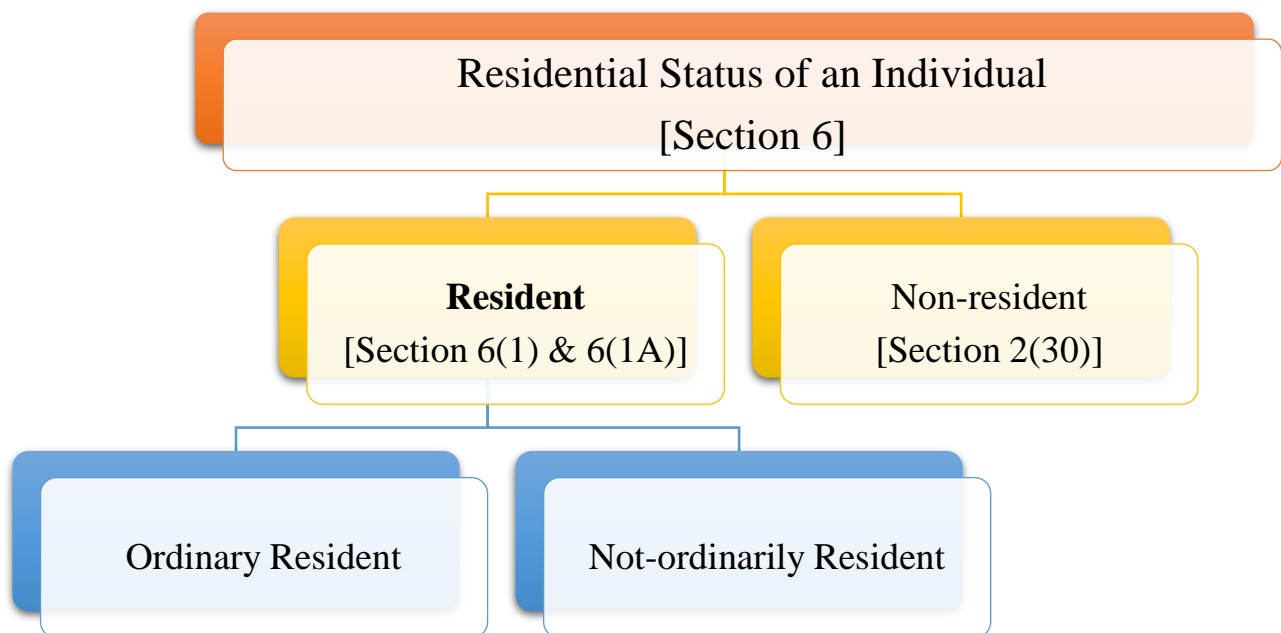 Residential Status of an Individual
[Section 6]
Resident
[Section 6(1) & 6(1A)]
Non-resident
[Section 2(30)]
Ordinary Resident
Not-ordinarily Resident